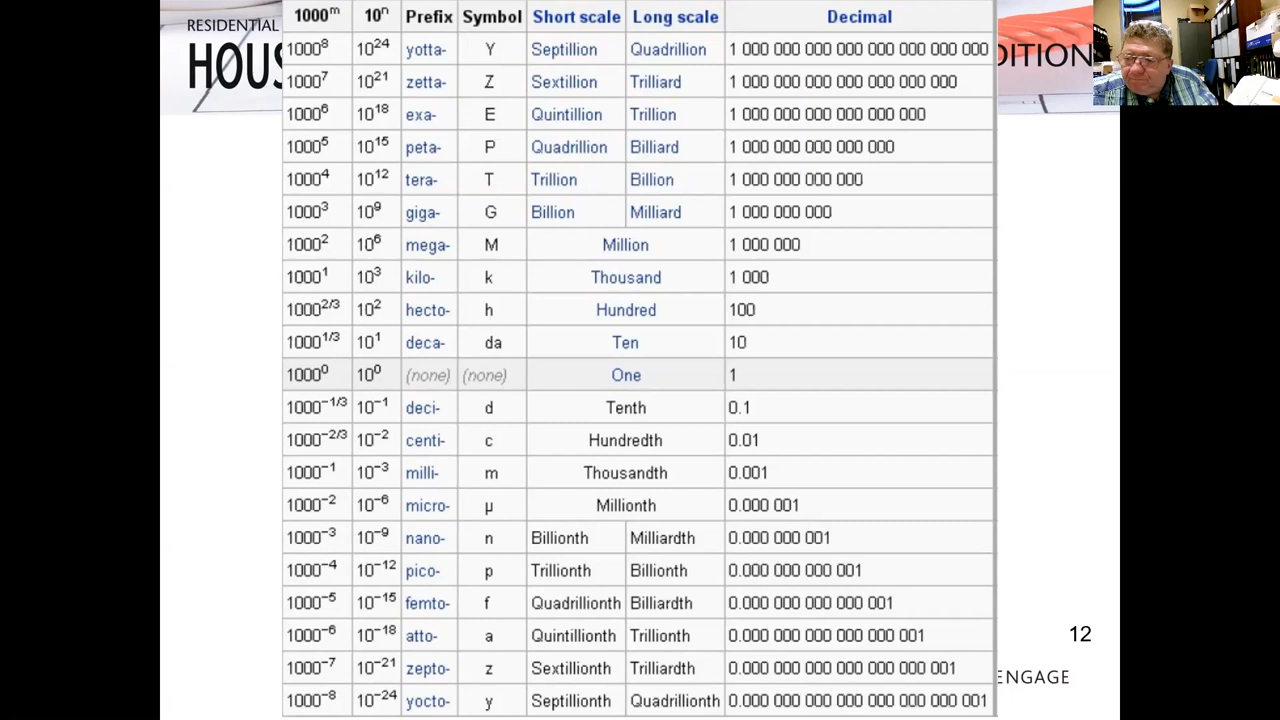 RESIDENTIAL
HOUS
DITION
1000ᵐ 10ⁿ Prefix Symbol Short scale Long scale Decimal
1000⁸ 10²⁴ yotta- Y Septillion Quadrillion 1 000 000 000 000 000 000 000 000
1000⁷ 10²¹ zetta- Z Sextillion Trilliard 1 000 000 000 000 000 000 000
1000⁶ 10¹⁸ exa- E Quintillion Trillion 1 000 000 000 000 000 000
1000⁵ 10¹⁵ peta- P Quadrillion Billiard 1 000 000 000 000 000
1000⁴ 10¹² tera- T Trillion Billion 1 000 000 000 000
1000³ 10⁹ giga- G Billion Milliard 1 000 000 000
1000² 10⁶ mega- M Million 1 000 000
1000¹ 10³ kilo- k Thousand 1 000
1000²ᐟ³ 10² hecto- h Hundred 100
1000¹ᐟ³ 10¹ deca- da Ten 10
1000⁰ 10⁰ (none) (none) One 1
1000⁻¹ᐟ³ 10⁻¹ deci- d Tenth 0.1
1000⁻²ᐟ³ 10⁻² centi- c Hundredth 0.01
1000⁻¹ 10⁻³ milli- m Thousandth 0.001
1000⁻² 10⁻⁶ micro- µ Millionth 0.000 001
1000⁻³ 10⁻⁹ nano- n Billionth Milliardth 0.000 000 001
1000⁻⁴ 10⁻¹² pico- p Trillionth Billionth 0.000 000 000 001
1000⁻⁵ 10⁻¹⁵ femto- f Quadrillionth Billiardth 0.000 000 000 000 001
1000⁻⁶ 10⁻¹⁸ atto- a Quintillionth Trillionth 0.000 000 000 000 000 001
1000⁻⁷ 10⁻²¹ zepto- z Sextillionth Trilliardth 0.000 000 000 000 000 000 001
1000⁻⁸ 10⁻²⁴ yocto- y Septillionth Quadrillionth 0.000 000 000 000 000 000 000 001
12
ENGAGE